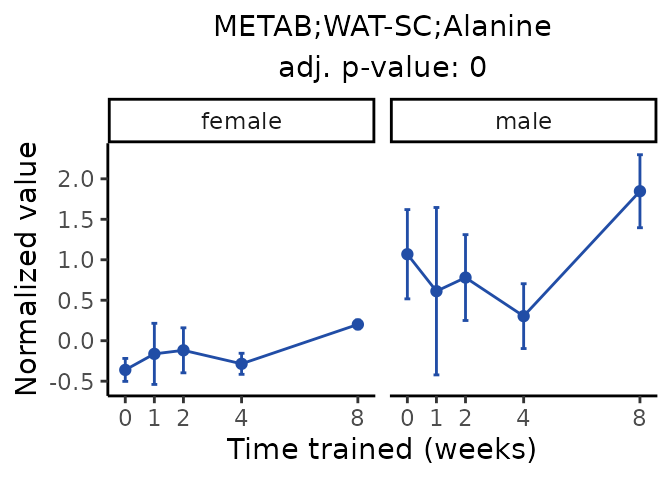 METAB;WAT-SC;Alanine
adj. p-value: 0
female
male
Normalized value
2.0
1.5
1.0
0.5
0.0
-0.5
0 1 2 4 8
0 1 2 4 8
Time trained (weeks)